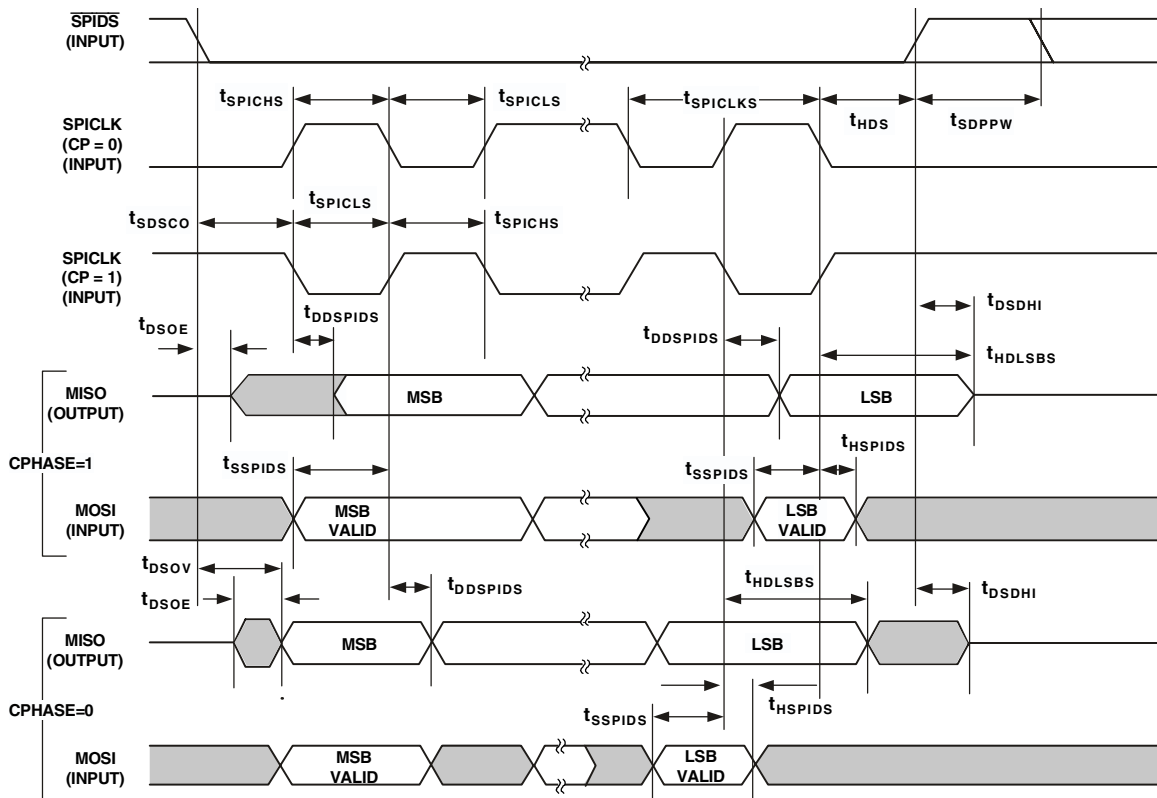 SPIDS
(INPUT)
tSPICHS
tSPICLS
tSPICLKS
tHDS
tSDPPW
SPICLK
(CP = 0)
(INPUT)
tSDSCO
tSPICLS
tSPICHS
SPICLK
(CP = 1)
(INPUT)
tDSOE
tDDSPIDS
tDDSPIDS
tDSDHI
tHDLSBS
MISO
(OUTPUT)
MSB
LSB
CPHASE=1
tSSPIDS
tSSPIDS
tHSPIDS
MOSI
(INPUT)
MSB
VALID
LSB
VALID
tDSOV
tDSOE
tDDSPIDS
tHDLSBS
tDSDHI
MISO
(OUTPUT)
MSB
LSB
CPHASE=0
tSSPIDS
tHSPIDS
MOSI
(INPUT)
MSB
VALID
LSB
VALID